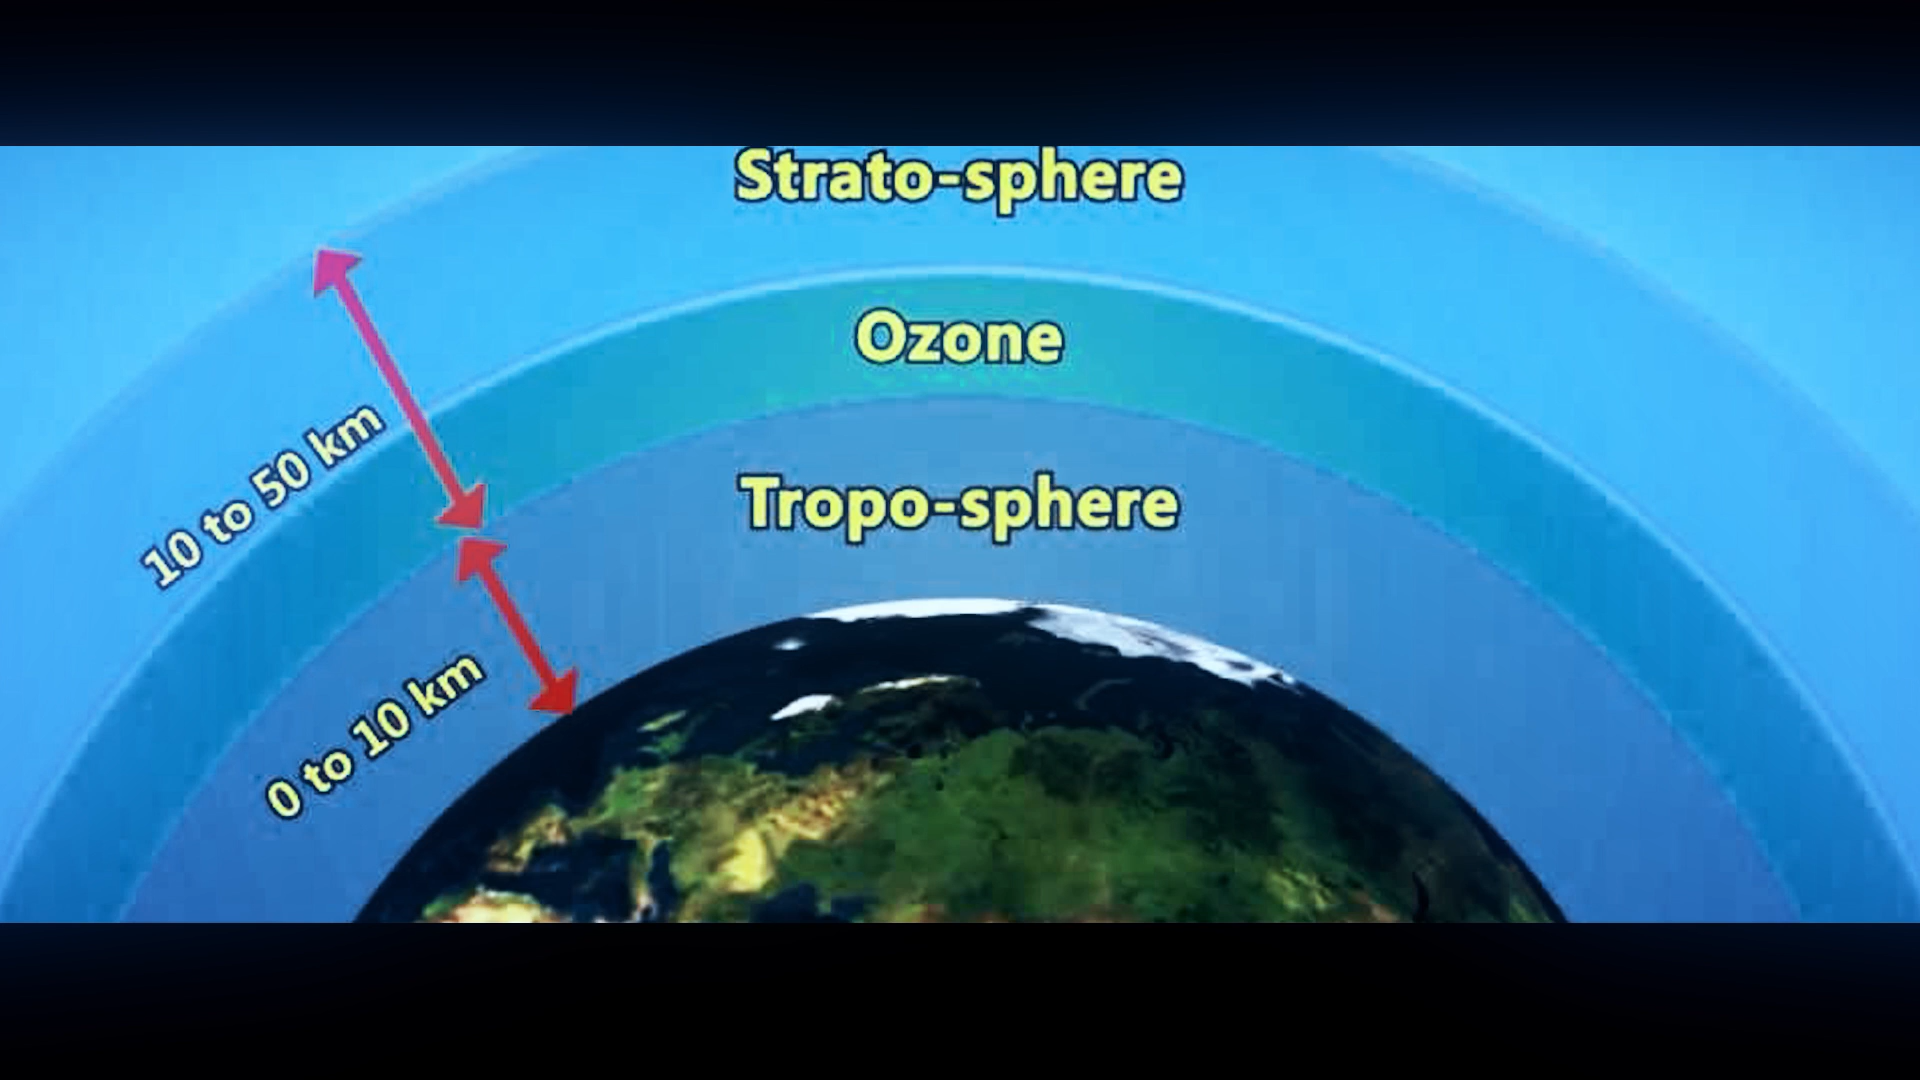 Strato-sphere
Ozone
10 to 50 km
Tropo-sphere
0 to 10 km